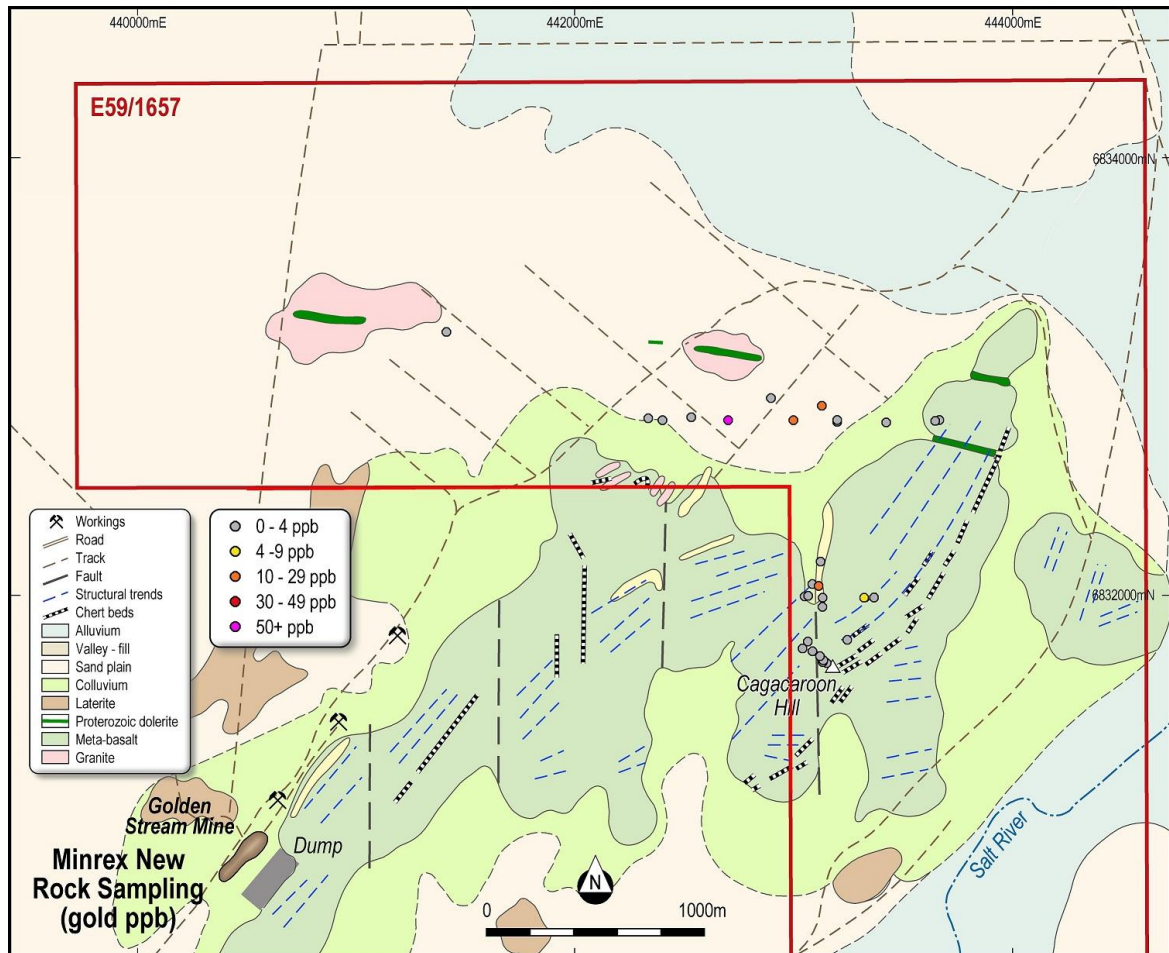 440000mE
442000mE
444000mE
E59/1657
6834000mN
Workings
Road
Track
Fault
Structural trends
Chert beds
Alluvium
Valley - fill
Sand plain
Colluvium
Laterite
Proterozoic dolerite
Meta-basalt
Granite
0 - 4 ppb
4 -9 ppb
10 - 29 ppb
30 - 49 ppb
50+ ppb
6832000mN
Cagacaroon
Hill
Golden
Stream Mine
Dump
Minrex New
Rock Sampling
(gold ppb)
Salt River
N
0 1000m